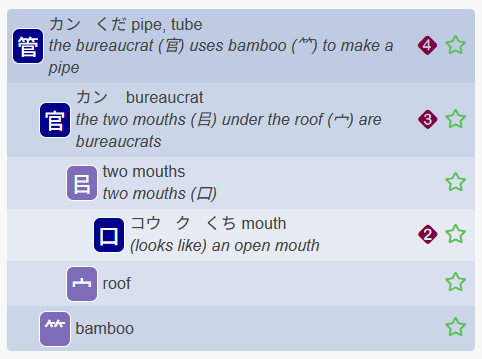 管 カン くだ pipe, tube
the bureaucrat (官) uses bamboo (⺮) to make a
pipe
4
官 カン bureaucrat
the two mouths (㠯) under the roof (宀) are
bureaucrats
3
㠯 two mouths
two mouths (口)
口 コウ ク くち mouth
(looks like) an open mouth
2
宀 roof
⺮ bamboo